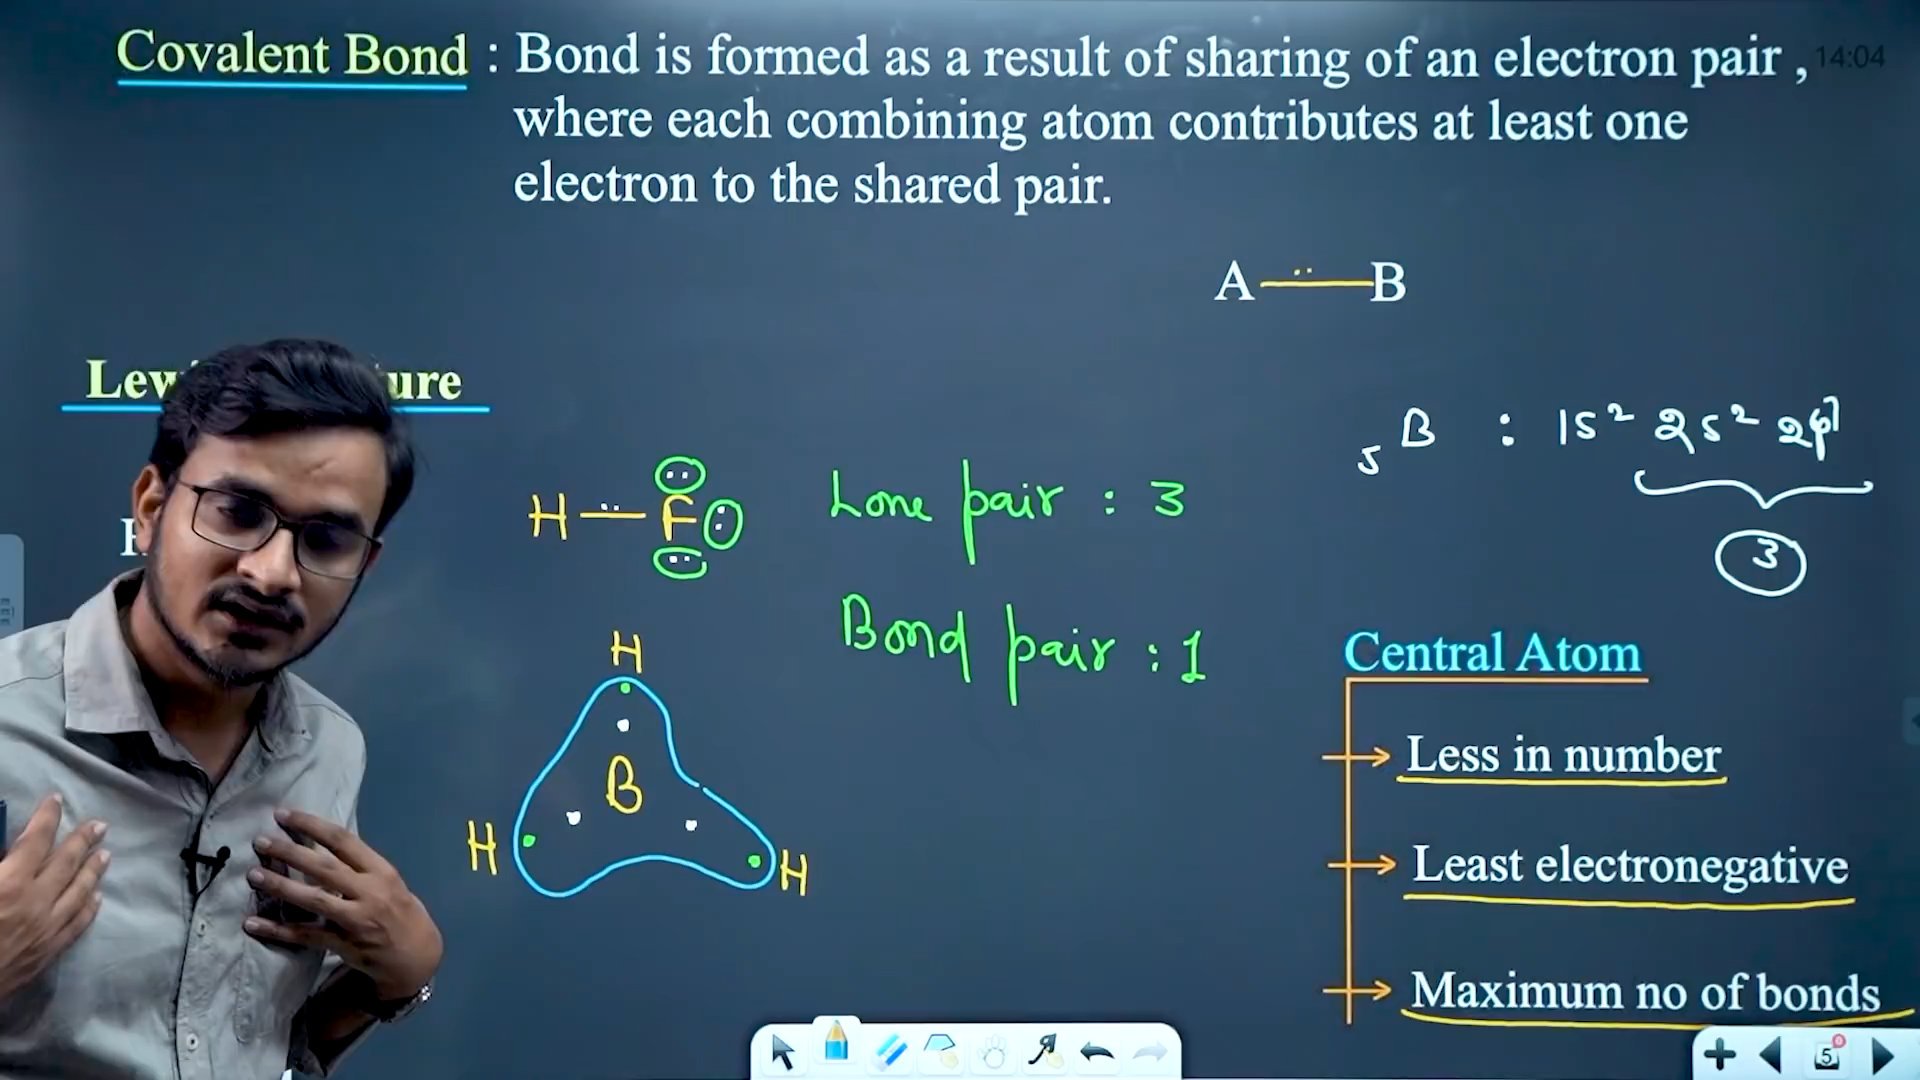 Covalent Bond : Bond is formed as a result of sharing of an electron pair ,
14:04
where each combining atom contributes at least one
electron to the shared pair.
A — B
₅B : 1s² 2s² 2p¹
3
H — F
Lone pair : 3
Bond pair : 1
H
B
H H
Central Atom
Less in number
Least electronegative
Maximum no of bonds
5